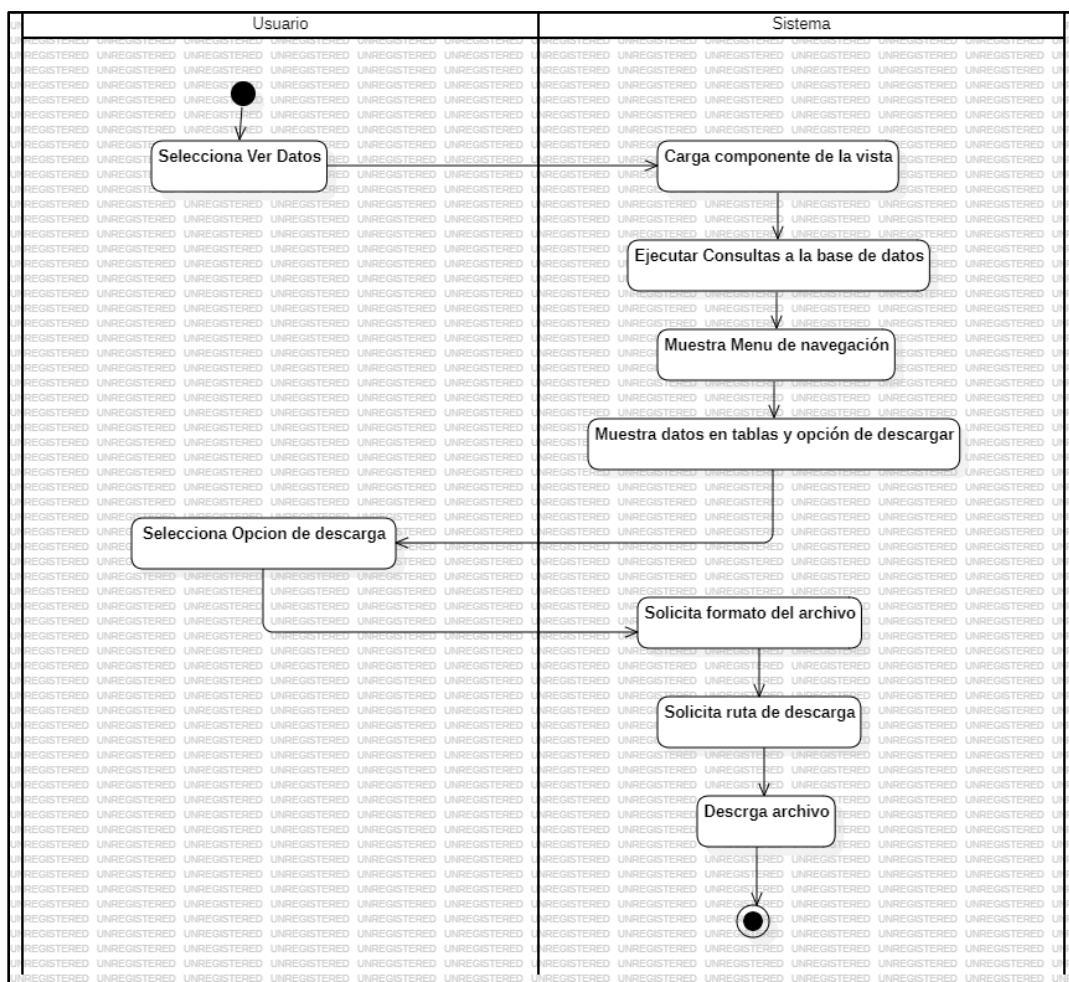 Usuario
Sistema
Selecciona Ver Datos
Carga componente de la vista
Ejecutar Consultas a la base de datos
Muestra Menu de navegación
Muestra datos en tablas y opción de descargar
Selecciona Opcion de descarga
Solicita formato del archivo
Solicita ruta de descarga
Descrga archivo
UNREGISTERED